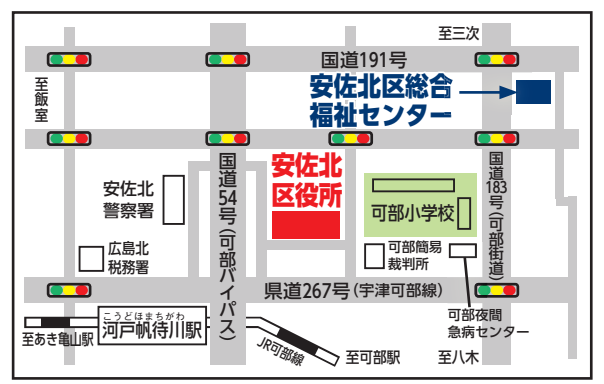 至三次
国道191号
至飯室
安佐北区総合
福祉センター
安佐北
区役所
国道54号(可部バイパス)
国道183号(可部街道)
安佐北
警察署
可部小学校
広島北
税務署
可部簡易
裁判所
県道267号(宇津可部線)
可部夜間
急病センター
こうどほまちがわ
河戸帆待川駅
至あき亀山駅
JR可部線
至可部駅
至八木